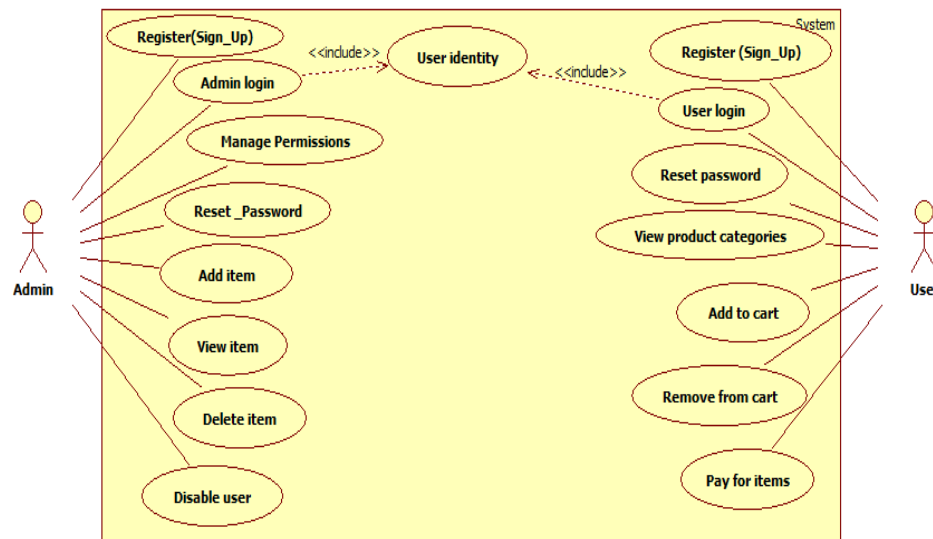 System
Register(Sign_Up)
<<include>>
User identity
Register (Sign_Up)
Admin login
<<include>>
User login
Manage Permissions
Reset password
Reset _Password
View product categories
Add item
Admin
Add to cart
View item
Remove from cart
Delete item
Pay for items
Disable user